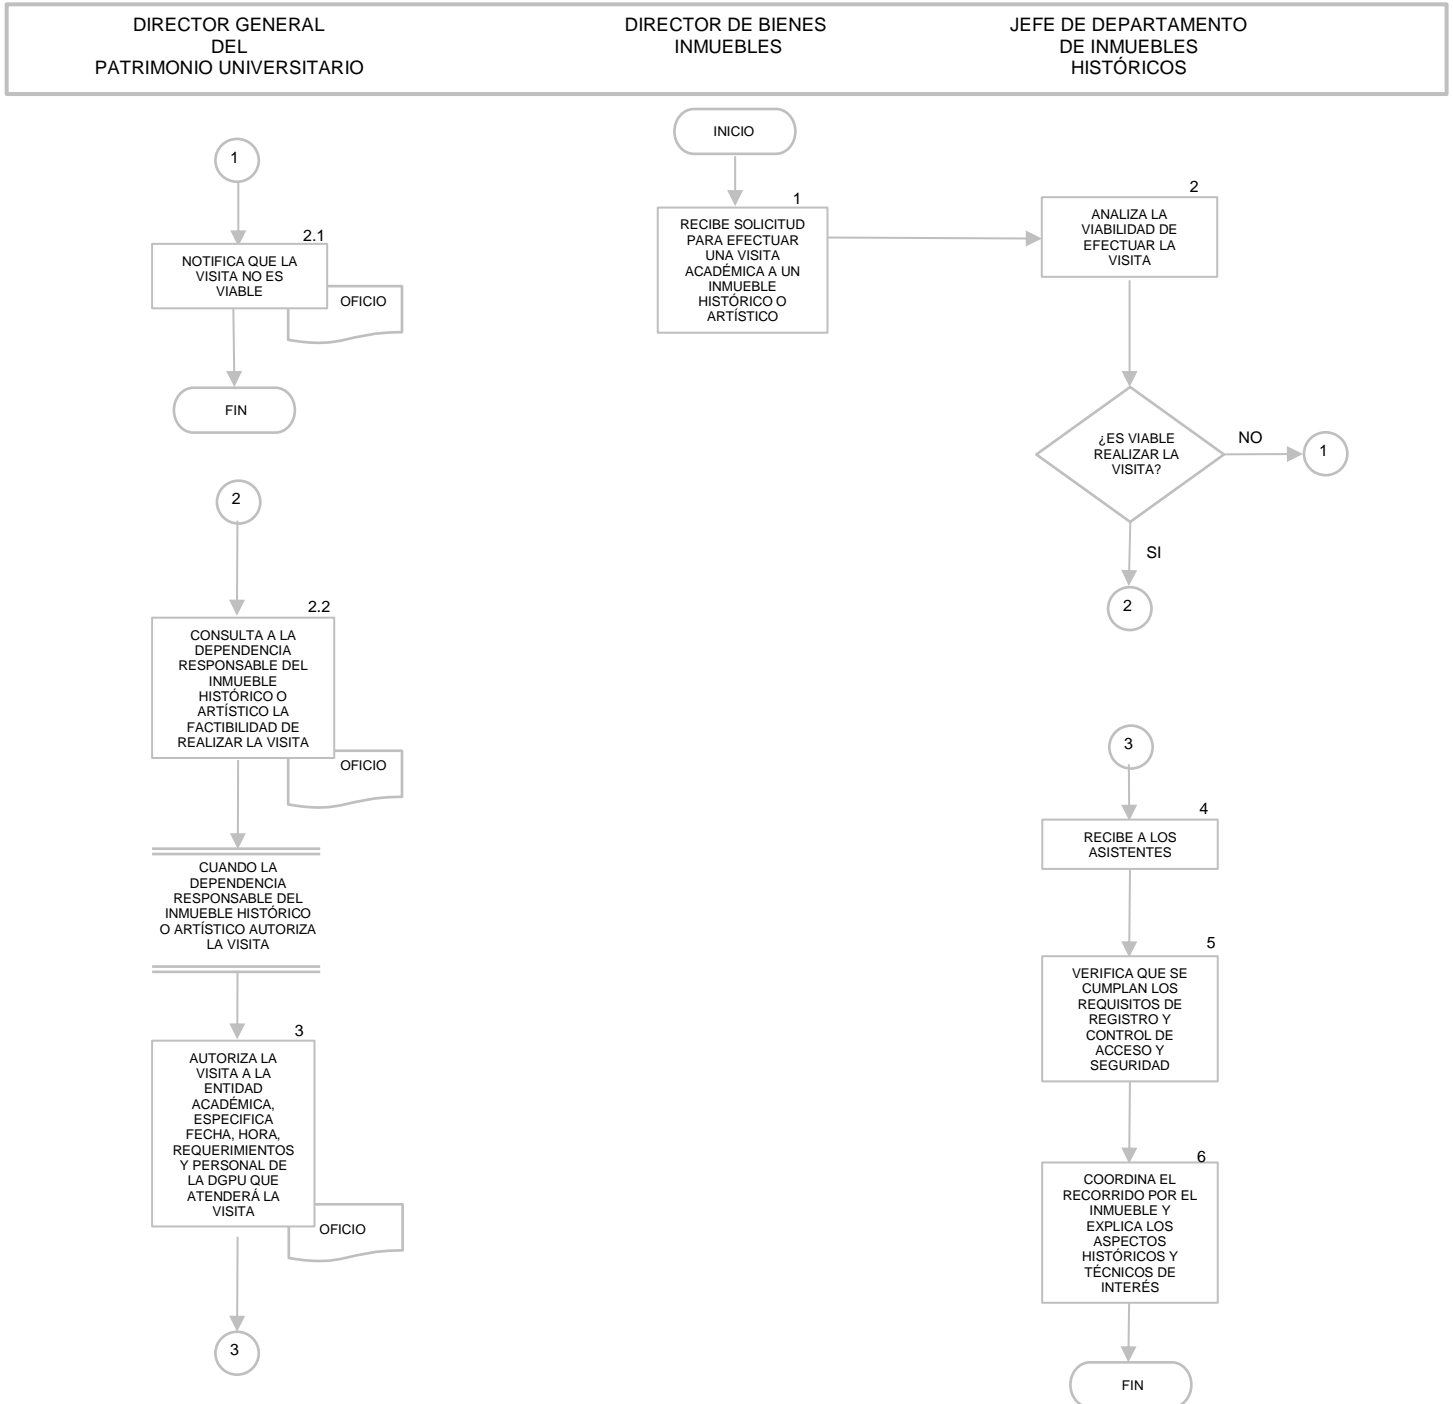 DIRECTOR GENERAL
DEL
PATRIMONIO UNIVERSITARIO
DIRECTOR DE BIENES
INMUEBLES
JEFE DE DEPARTAMENTO
DE INMUEBLES
HISTÓRICOS
1
2.1
NOTIFICA QUE LA
VISITA NO ES
VIABLE
OFICIO
FIN
2
2.2
CONSULTA A LA
DEPENDENCIA
RESPONSABLE DEL
INMUEBLE
HISTÓRICO O
ARTÍSTICO LA
FACTIBILIDAD DE
REALIZAR LA VISITA
OFICIO
CUANDO LA
DEPENDENCIA
RESPONSABLE DEL
INMUEBLE HISTÓRICO
O ARTÍSTICO AUTORIZA
LA VISITA
3
AUTORIZA LA
VISITA A LA
ENTIDAD
ACADÉMICA,
ESPECIFICA
FECHA, HORA,
REQUERIMIENTOS
Y PERSONAL DE
LA DGPU QUE
ATENDERÁ LA
VISITA
OFICIO
3
INICIO
1
RECIBE SOLICITUD
PARA EFECTUAR
UNA VISITA
ACADÉMICA A UN
INMUEBLE
HISTÓRICO O
ARTÍSTICO
2
ANALIZA LA
VIABILIDAD DE
EFECTUAR LA
VISITA
¿ES VIABLE
REALIZAR LA
VISITA?
NO
1
SI
2
3
4
RECIBE A LOS
ASISTENTES
5
VERIFICA QUE SE
CUMPLAN LOS
REQUISITOS DE
REGISTRO Y
CONTROL DE
ACCESO Y
SEGURIDAD
6
COORDINA EL
RECORRIDO POR EL
INMUEBLE Y
EXPLICA LOS
ASPECTOS
HISTÓRICOS Y
TÉCNICOS DE
INTERÉS
FIN